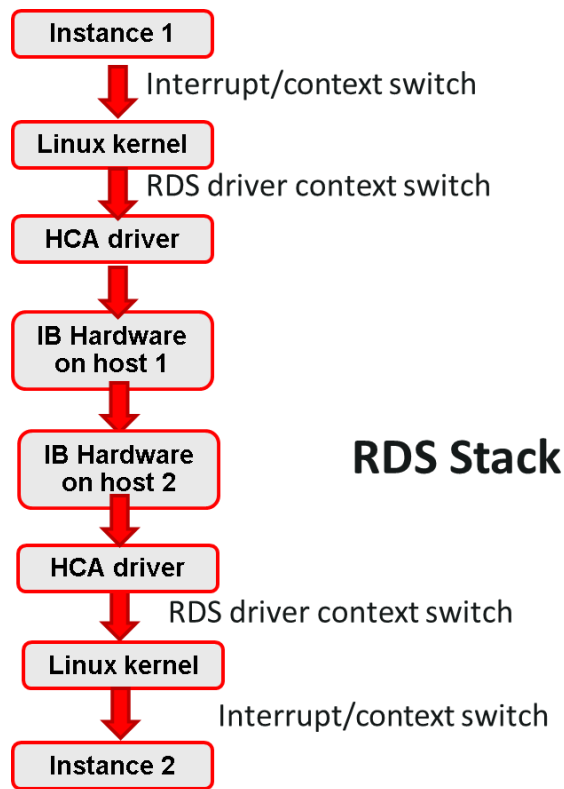 Instance 1
Interrupt/context switch
Linux kernel
RDS driver context switch
HCA driver
IB Hardware
on host 1
IB Hardware
on host 2
RDS Stack
HCA driver
RDS driver context switch
Linux kernel
Interrupt/context switch
Instance 2